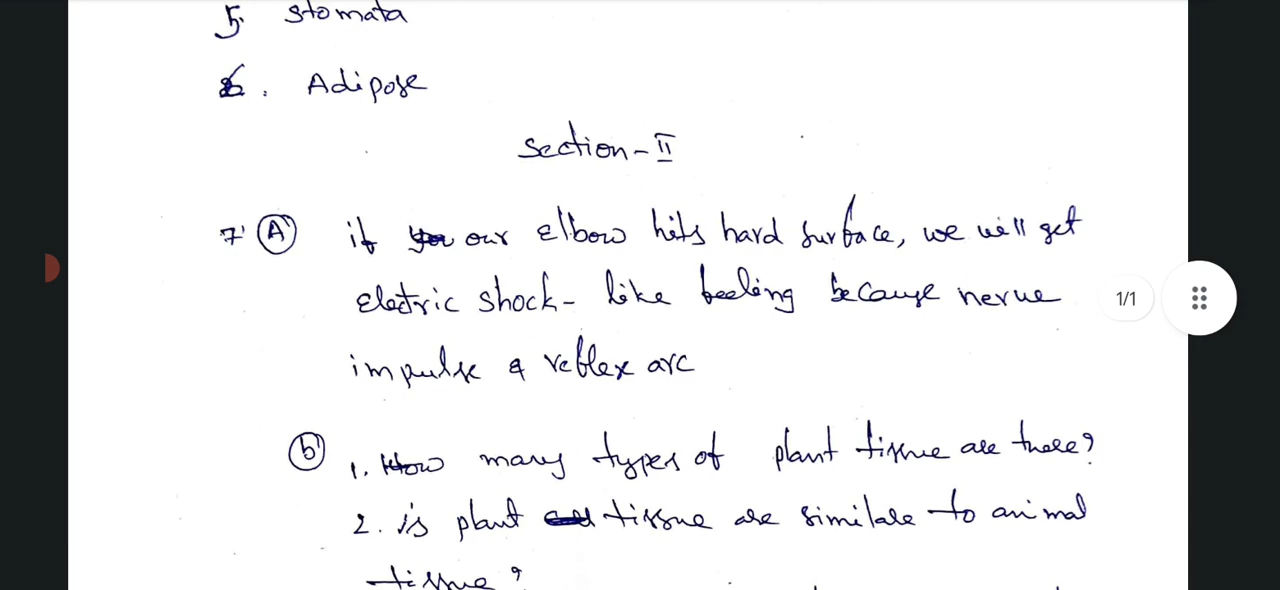 5. Stomata
6. Adipose
Section - II
7. A if our elbow hits hard surface, we will get
electric shock - like feeling because nerve
impulse & reflex arc
b 1. How many types of plant tissue are there?
2. is plant tissue are similare to animal
tissue?
1/1